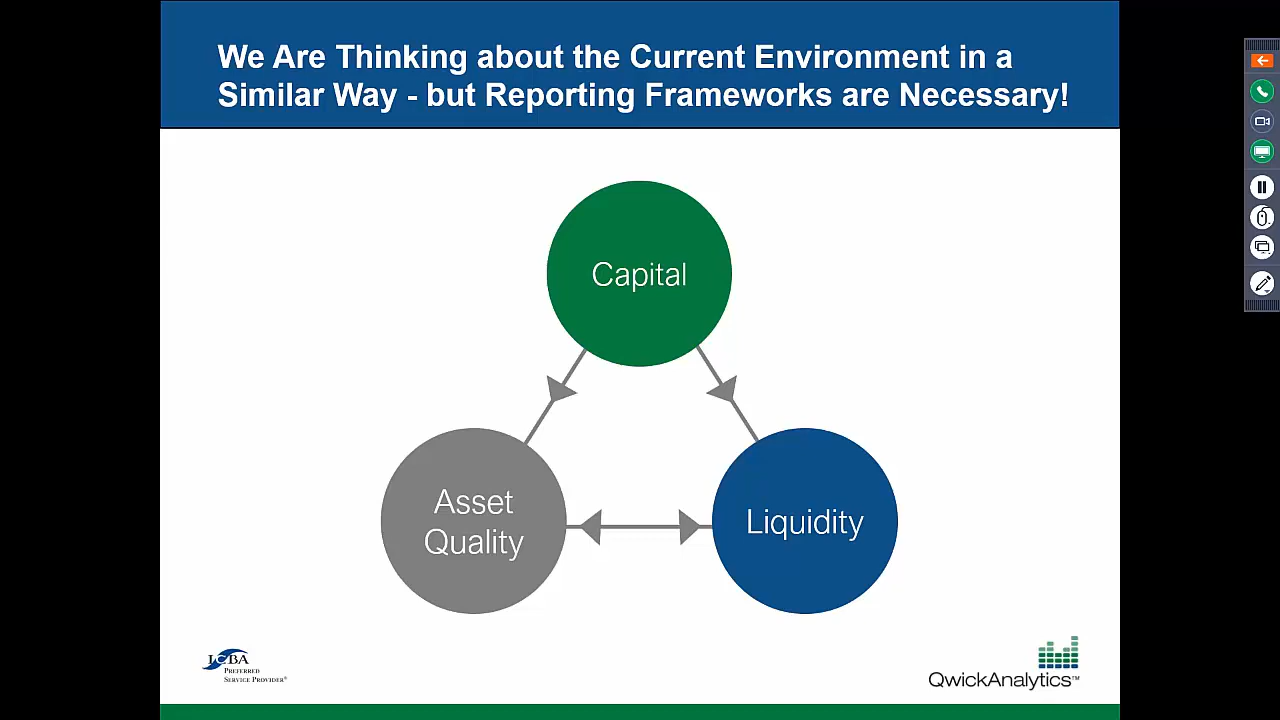 We Are Thinking about the Current Environment in a
Similar Way - but Reporting Frameworks are Necessary!
Capital
Asset
Quality
Liquidity
ICBA
PREFERRED
SERVICE PROVIDER®
QwickAnalytics™